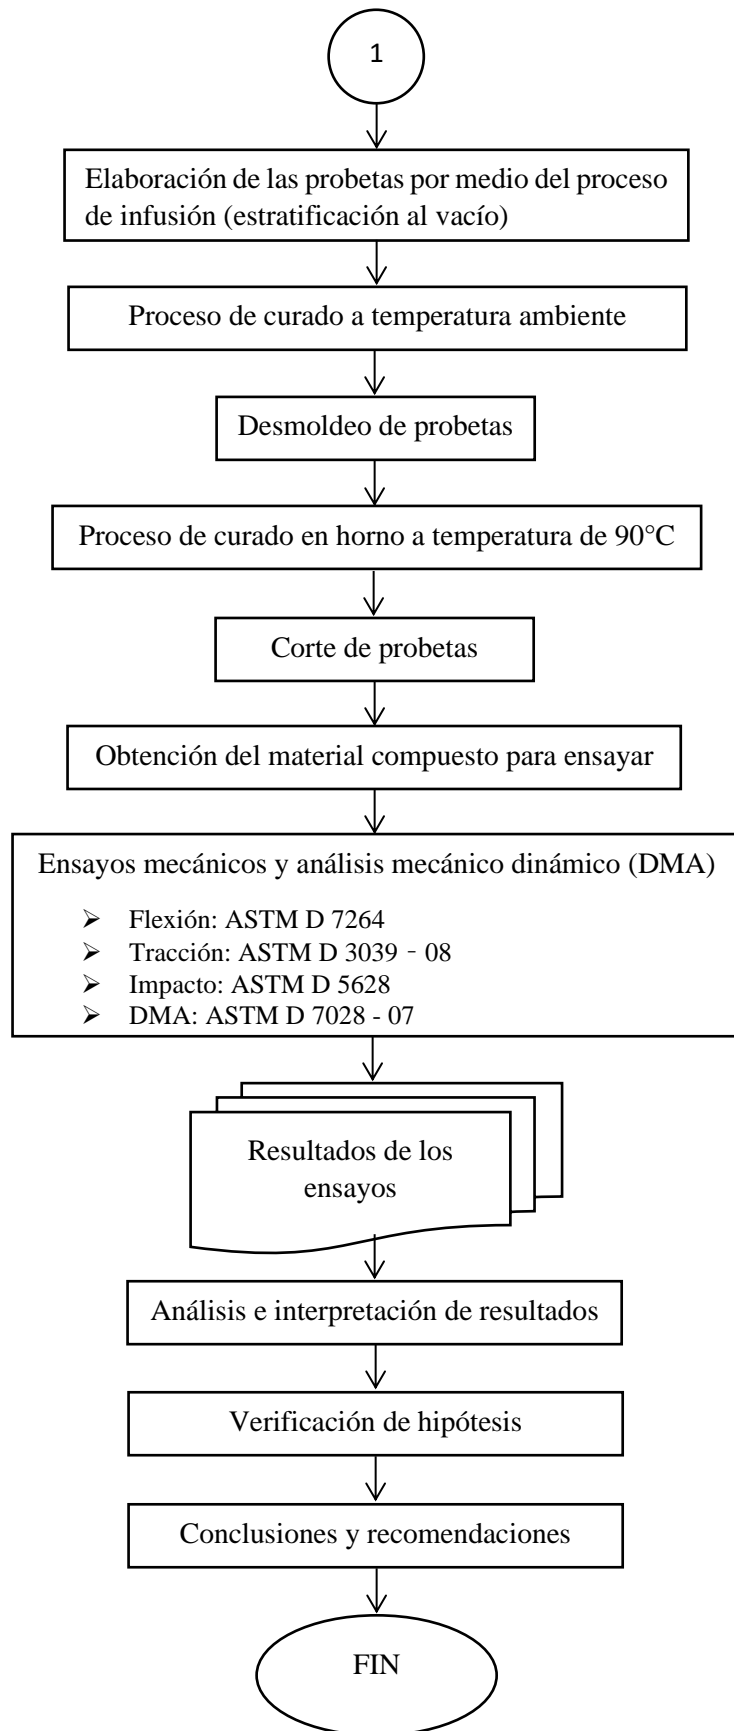 1
Elaboración de las probetas por medio del proceso
de infusión (estratificación al vacío)
Proceso de curado a temperatura ambiente
Desmoldeo de probetas
Proceso de curado en horno a temperatura de 90°C
Corte de probetas
Obtención del material compuesto para ensayar
Ensayos mecánicos y análisis mecánico dinámico (DMA)
➢ Flexión: ASTM D 7264
➢ Tracción: ASTM D 3039 - 08
➢ Impacto: ASTM D 5628
➢ DMA: ASTM D 7028 - 07
Resultados de los
ensayos
Análisis e interpretación de resultados
Verificación de hipótesis
Conclusiones y recomendaciones
FIN